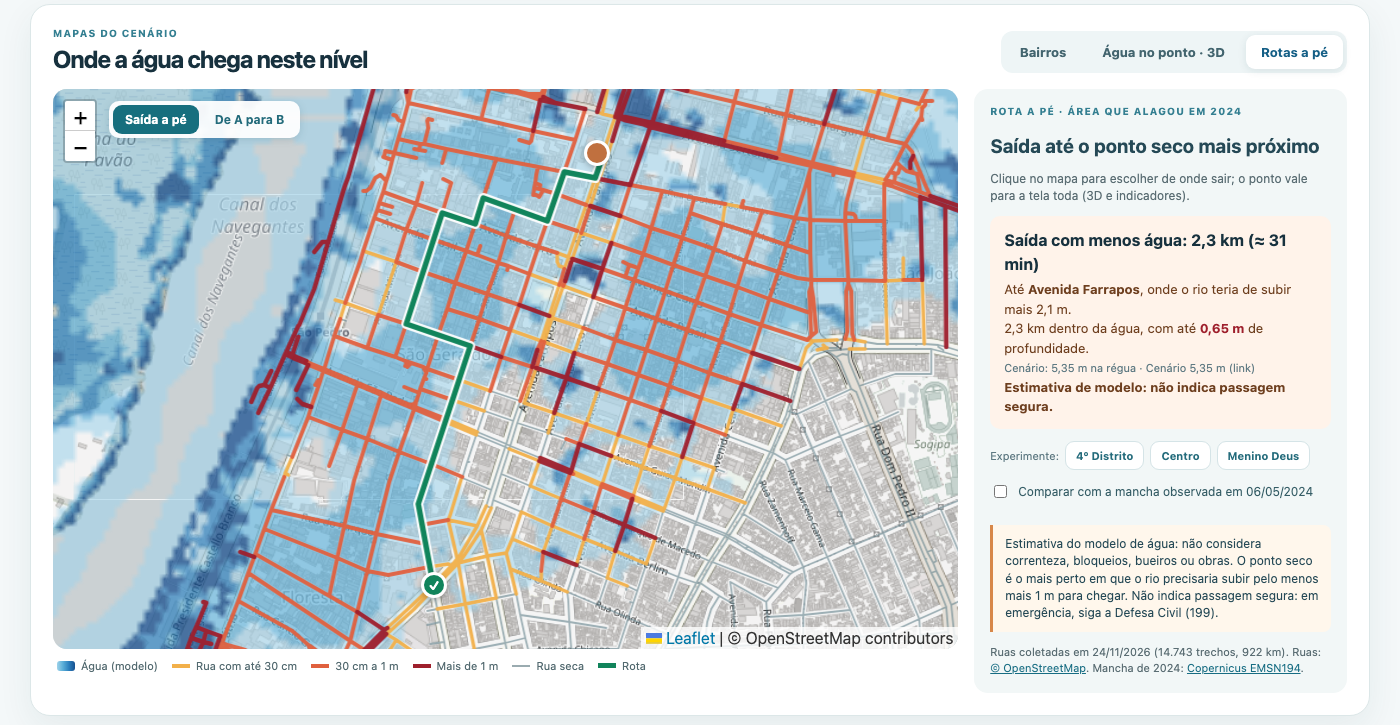 MAPAS DO CENÁRIO
Onde a água chega neste nível
Bairros
Água no ponto · 3D
Rotas a pé
+
−
Saída a pé
De A para B
Pavão
Canal dos
Navegantes
Canal dos Navegantes
São Pedro
São Geraldo
Floresta
Sogipa
Rua Dom Pedro II
Rua Zamenhoff
Rua Marcelo Gama
Rua Olinda
Leaflet | © OpenStreetMap contributors
Água (modelo)
Rua com até 30 cm
30 cm a 1 m
Mais de 1 m
Rua seca
Rota
ROTA A PÉ · ÁREA QUE ALAGOU EM 2024
Saída até o ponto seco mais próximo
Clique no mapa para escolher de onde sair; o ponto vale
para a tela toda (3D e indicadores).
Saída com menos água: 2,3 km (≈ 31
min)
Até Avenida Farrapos, onde o rio teria de subir
mais 2,1 m.
2,3 km dentro da água, com até 0,65 m de
profundidade.
Cenário: 5,35 m na régua · Cenário 5,35 m (link)
Estimativa de modelo: não indica passagem
segura.
Experimente:
4º Distrito
Centro
Menino Deus
Comparar com a mancha observada em 06/05/2024
Estimativa do modelo de água: não considera
correnteza, bloqueios, bueiros ou obras. O ponto seco
é o mais perto em que o rio precisaria subir pelo menos
mais 1 m para chegar. Não indica passagem segura: em
emergência, siga a Defesa Civil (199).
Ruas coletadas em 24/11/2026 (14.743 trechos, 922 km). Ruas:
© OpenStreetMap. Mancha de 2024: Copernicus EMSN194.